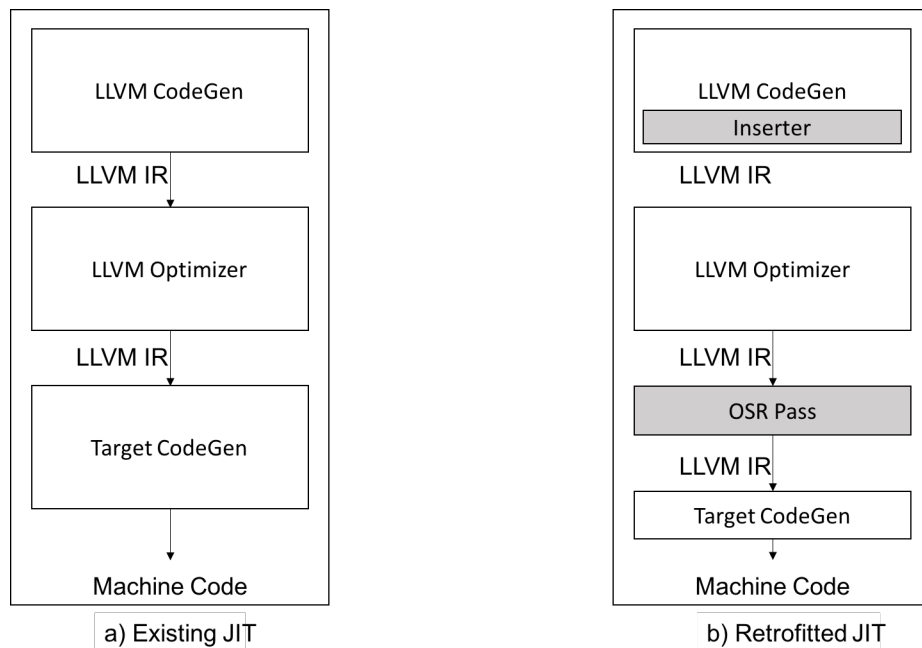 LLVM CodeGen
LLVM IR
LLVM Optimizer
LLVM IR
Target CodeGen
Machine Code
a) Existing JIT
LLVM CodeGen
Inserter
LLVM IR
LLVM Optimizer
LLVM IR
OSR Pass
LLVM IR
Target CodeGen
Machine Code
b) Retrofitted JIT